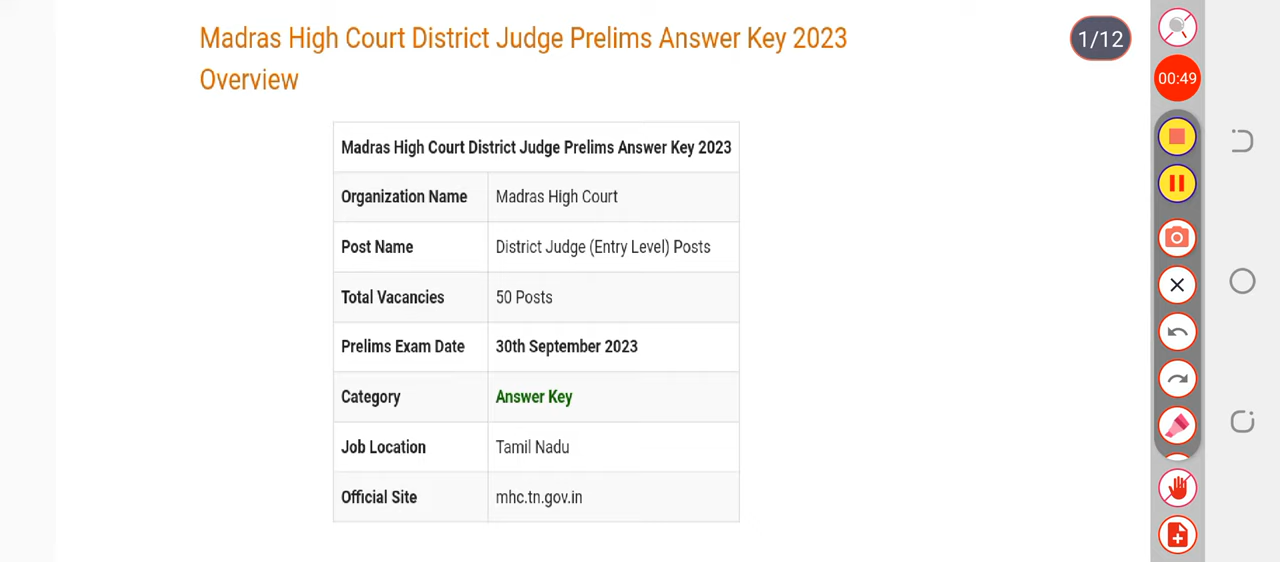 Madras High Court District Judge Prelims Answer Key 2023
Overview
1/12
00:49
Madras High Court District Judge Prelims Answer Key 2023
Organization Name Madras High Court
Post Name District Judge (Entry Level) Posts
Total Vacancies 50 Posts
Prelims Exam Date 30th September 2023
Category Answer Key
Job Location Tamil Nadu
Official Site mhc.tn.gov.in